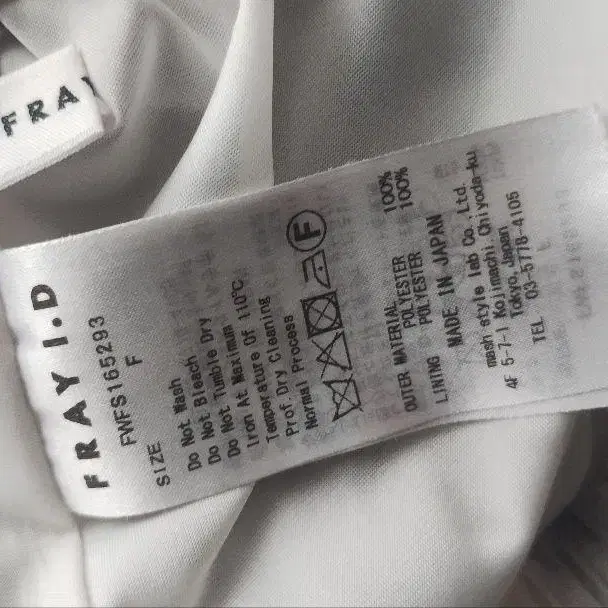 FRAY
FRAY I.D
FWFS165293
SIZE F
Do Not Wash
Do Not Bleach
Do Not Tumble Dry
Iron At Maximum
Temperature Of 110°C
Prof. Dry Cleaning
Normal Process
F
OUTER MATERIAL
POLYESTER 100%
LINING POLYESTER 100%
MADE IN JAPAN
mash style lab Co.,Ltd.
4F 5-7-1 Kojimachi,Chiyoda-ku
Tokyo,Japan
TEL 03-5778-4105